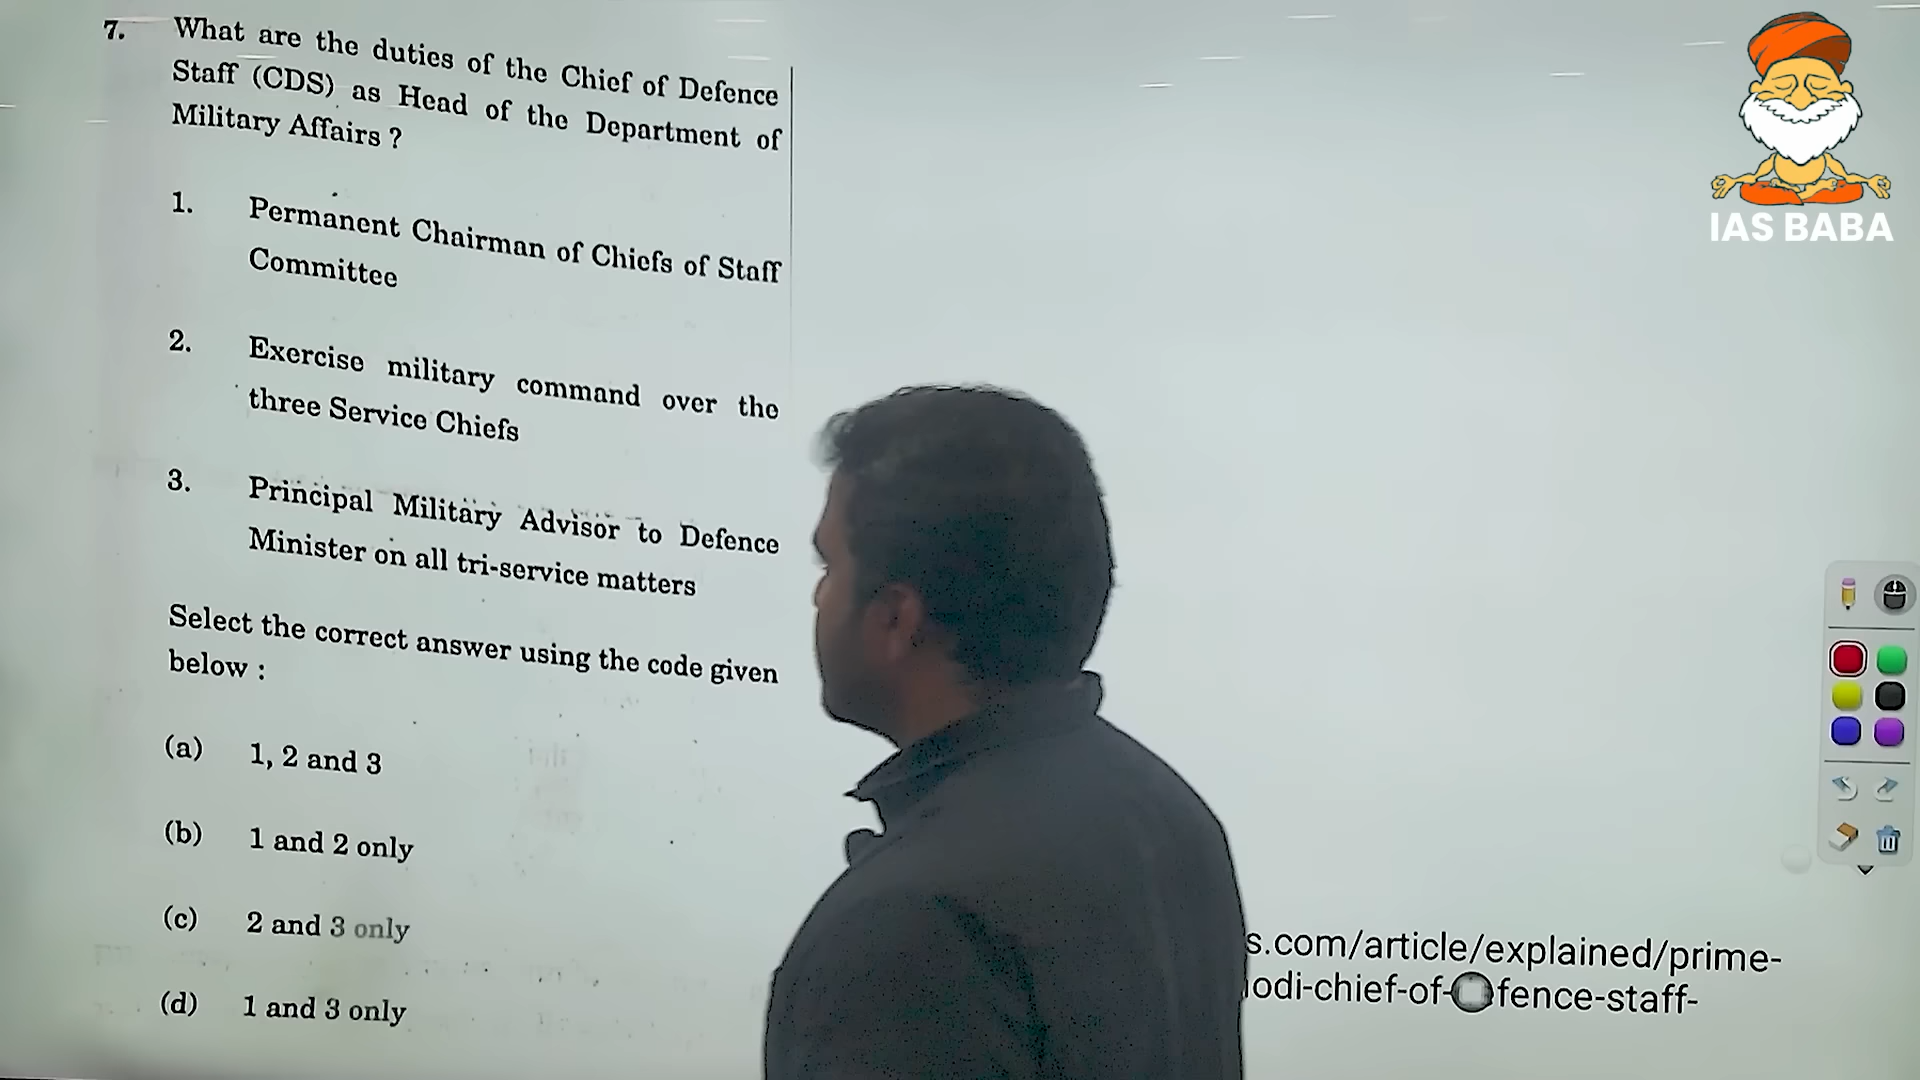 7. What are the duties of the Chief of Defence
Staff (CDS) as Head of the Department of
Military Affairs ?
1. Permanent Chairman of Chiefs of Staff
Committee
2. Exercise military command over the
three Service Chiefs
3. Principal Military Advisor to Defence
Minister on all tri-service matters
Select the correct answer using the code given
below :
(a) 1, 2 and 3
(b) 1 and 2 only
(c) 2 and 3 only
(d) 1 and 3 only
IAS BABA
s.com/article/explained/prime-
odi-chief-of- fence-staff-